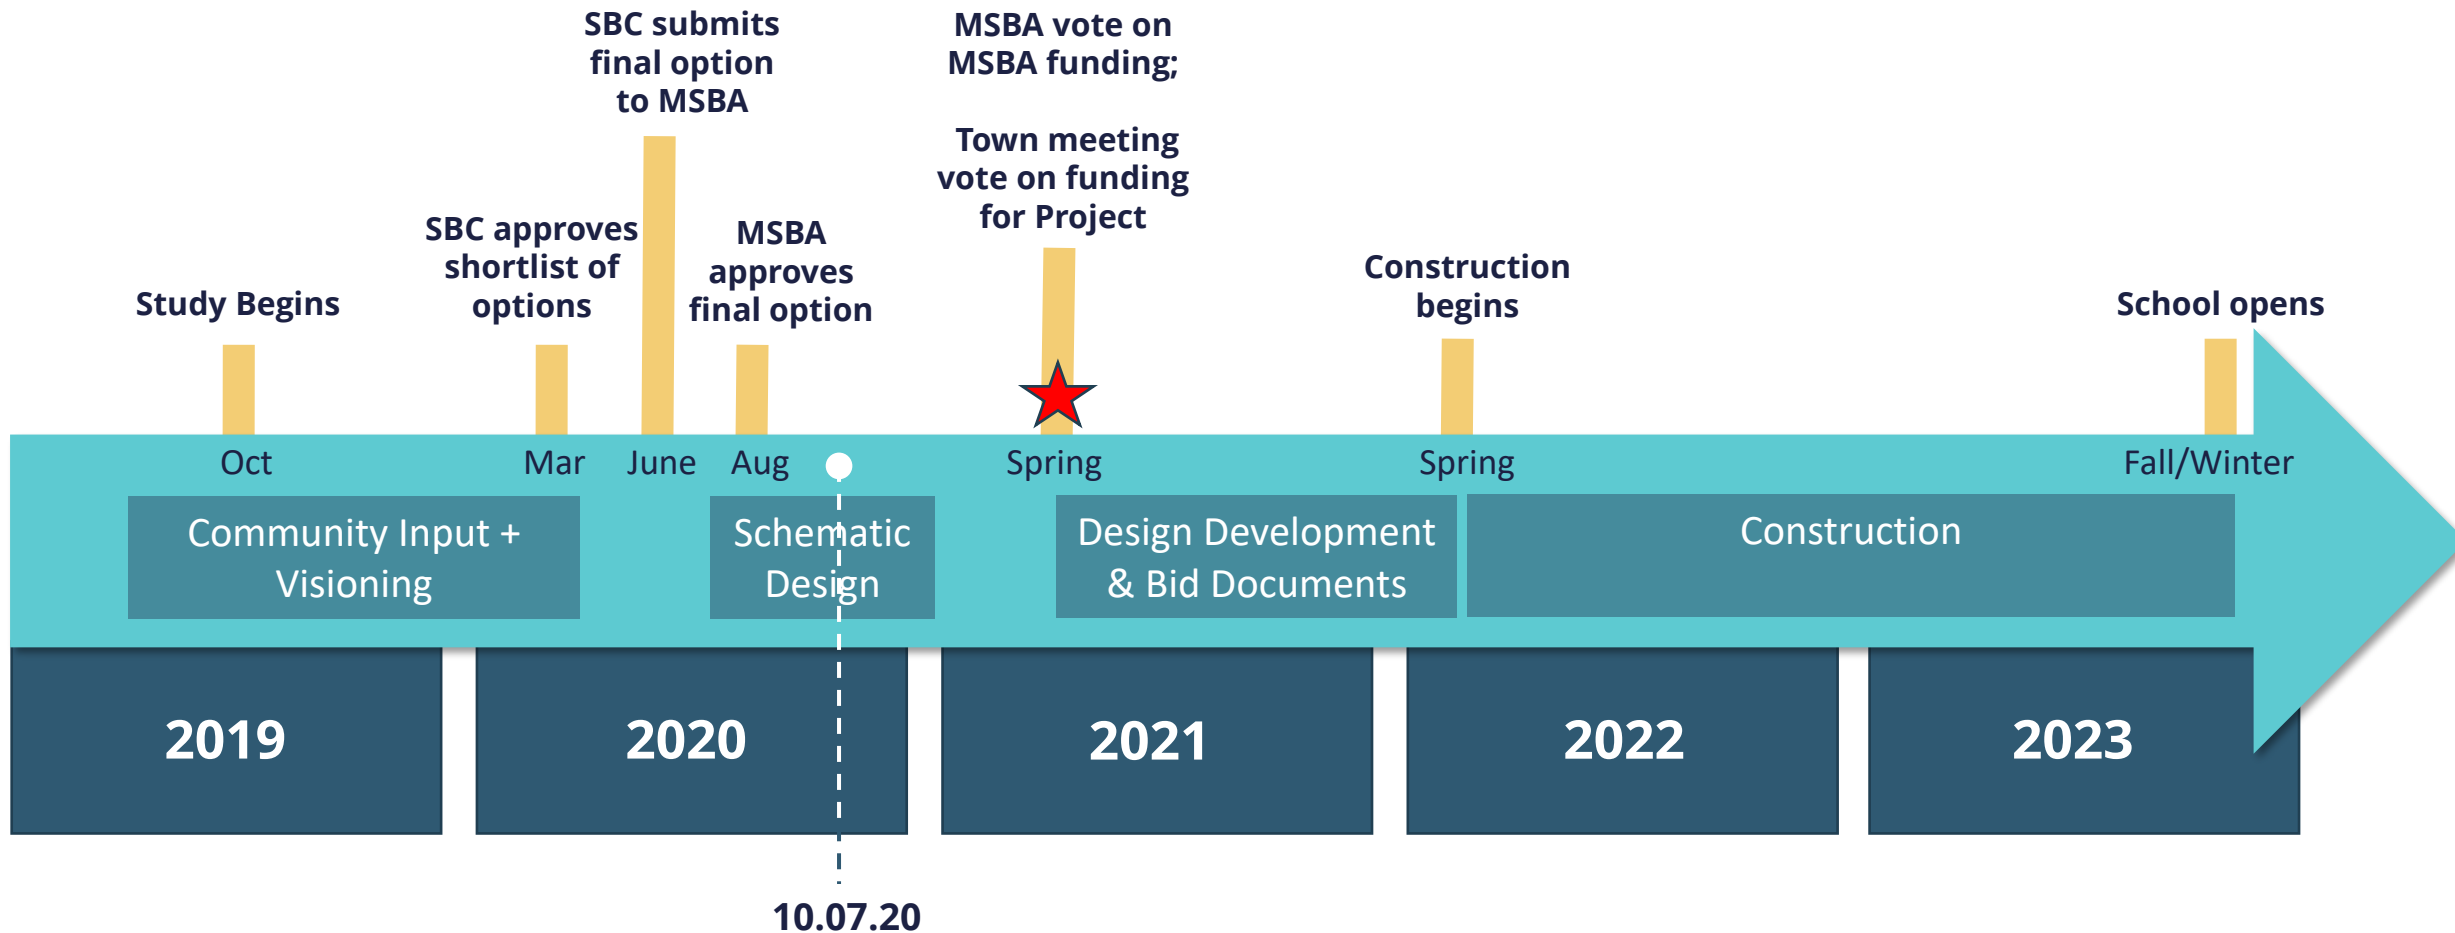 SBC submits
final option
to MSBA
MSBA vote on
MSBA funding;
Town meeting
vote on funding
for Project
SBC approves
shortlist of
options
MSBA
approves
final option
Study Begins
Construction
begins
School opens
Oct
Mar
June
Aug
Spring
Spring
Fall/Winter
Community Input +
Visioning
Schematic
Design
Design Development
& Bid Documents
Construction
2019
2020
2021
2022
2023
10.07.20